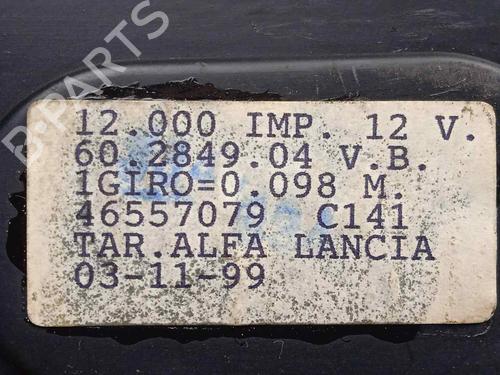 B-PARTS
12.000 IMP. 12 V.
60.2849.04 V.B.
1GIRO=0.098 M.
46557079 C141
TAR.ALFA LANCIA
03-11-99